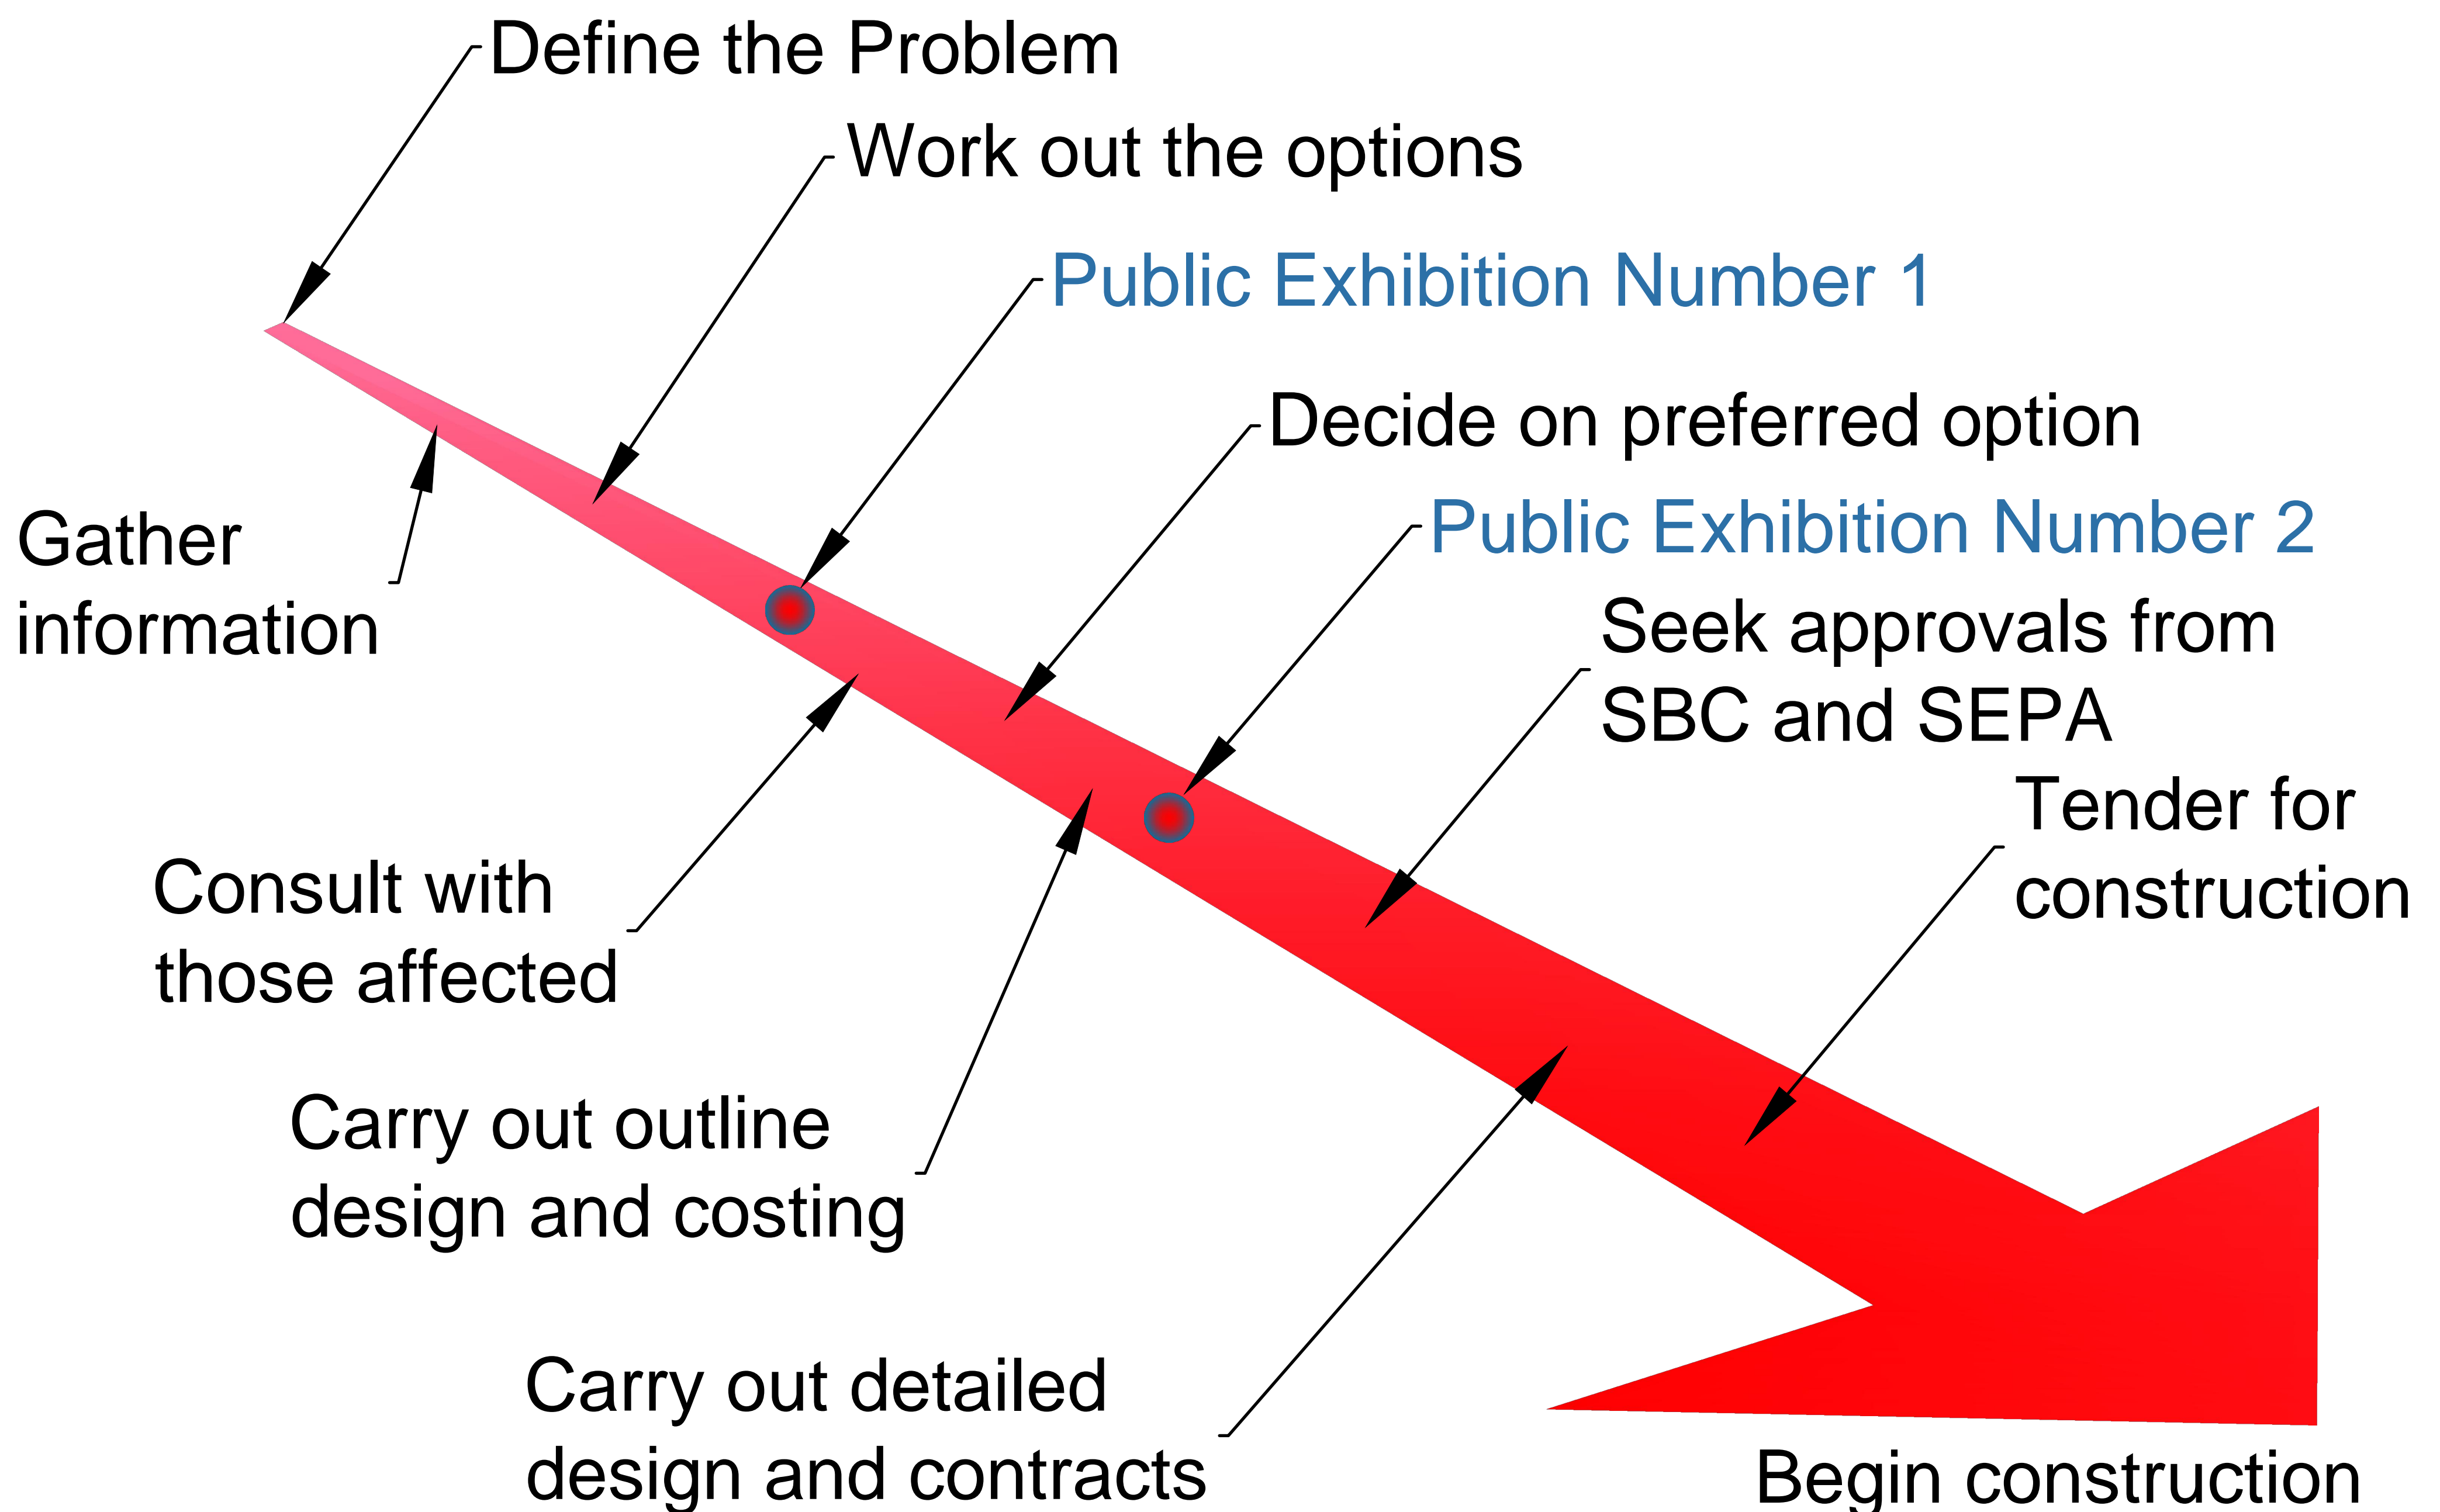 Define the Problem
Work out the options
Public Exhibition Number 1
Decide on preferred option
Public Exhibition Number 2
Gather
information
Seek approvals from
SBC and SEPA
Tender for
construction
Consult with
those affected
Carry out outline
design and costing
Carry out detailed
design and contracts
Begin construction